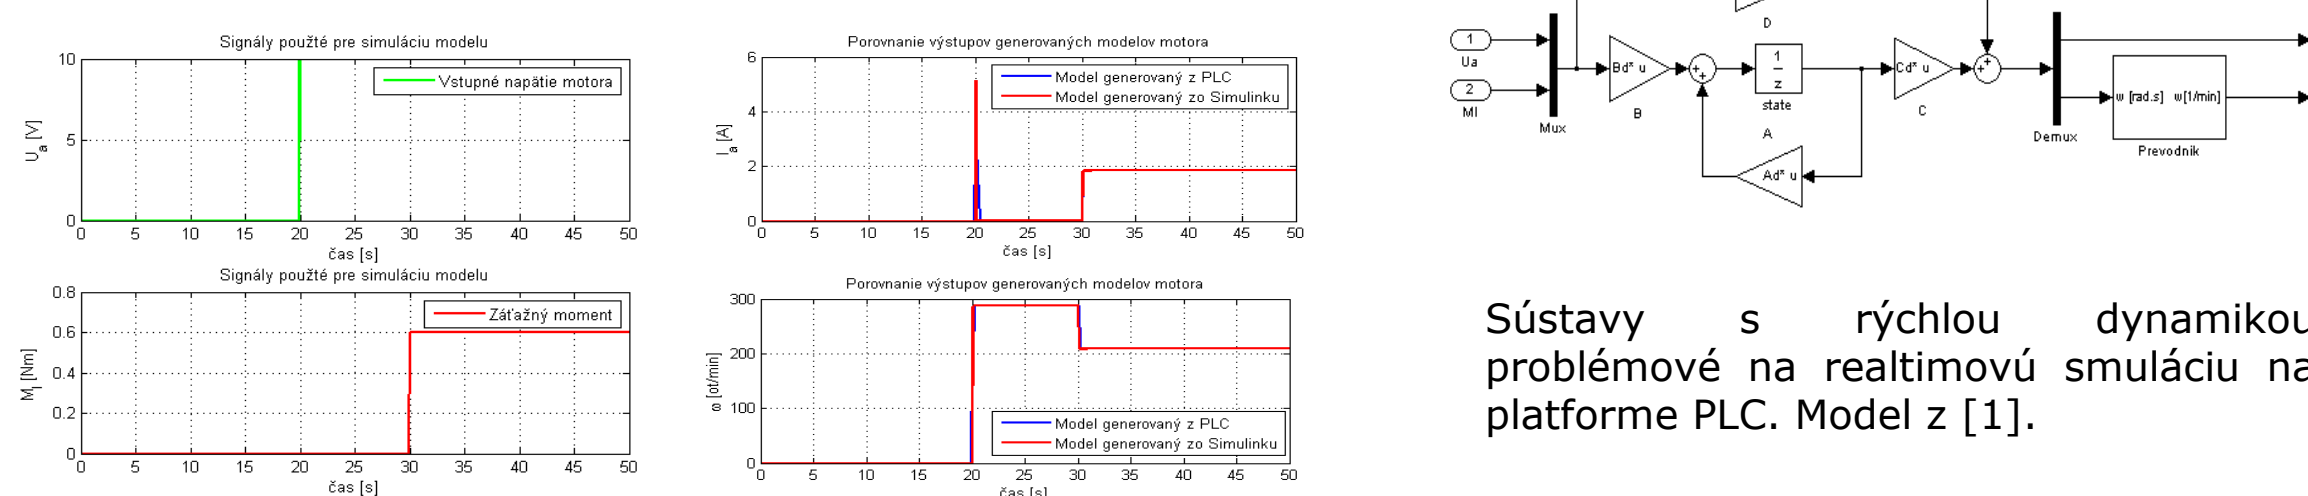 Signály použté pre simuláciu modelu
10
5
0
U_a [V]
Vstupné napätie motora
0 5 10 15 20 25 30 35 40 45 50
čas [s]
Signály použté pre simuláciu modelu
0.8
0.6
0.4
0.2
0
M_l [Nm]
Záťažný moment
0 5 10 15 20 25 30 35 40 45 50
čas [s]
Porovnanie výstupov generovaných modelov motora
6
4
2
0
I_a [A]
Model generovaný z PLC
Model generovaný zo Simulinku
0 5 10 15 20 25 30 35 40 45 50
čas [s]
Porovnanie výstupov generovaných modelov motora
300
200
100
0
ω [ot/min]
Model generovaný z PLC
Model generovaný zo Simulinku
0 5 10 15 20 25 30 35 40 45 50
čas [s]
D
1
Ua
2
Ml
Mux
Bd* u
B
1
z
state
A
Ad* u
Cd* u
C
Demux
w [rad.s] w[1/min]
Prevodnik
Sústavy s rýchlou dynamikou
problémové na realtimovú smuláciu na
platforme PLC. Model z [1].